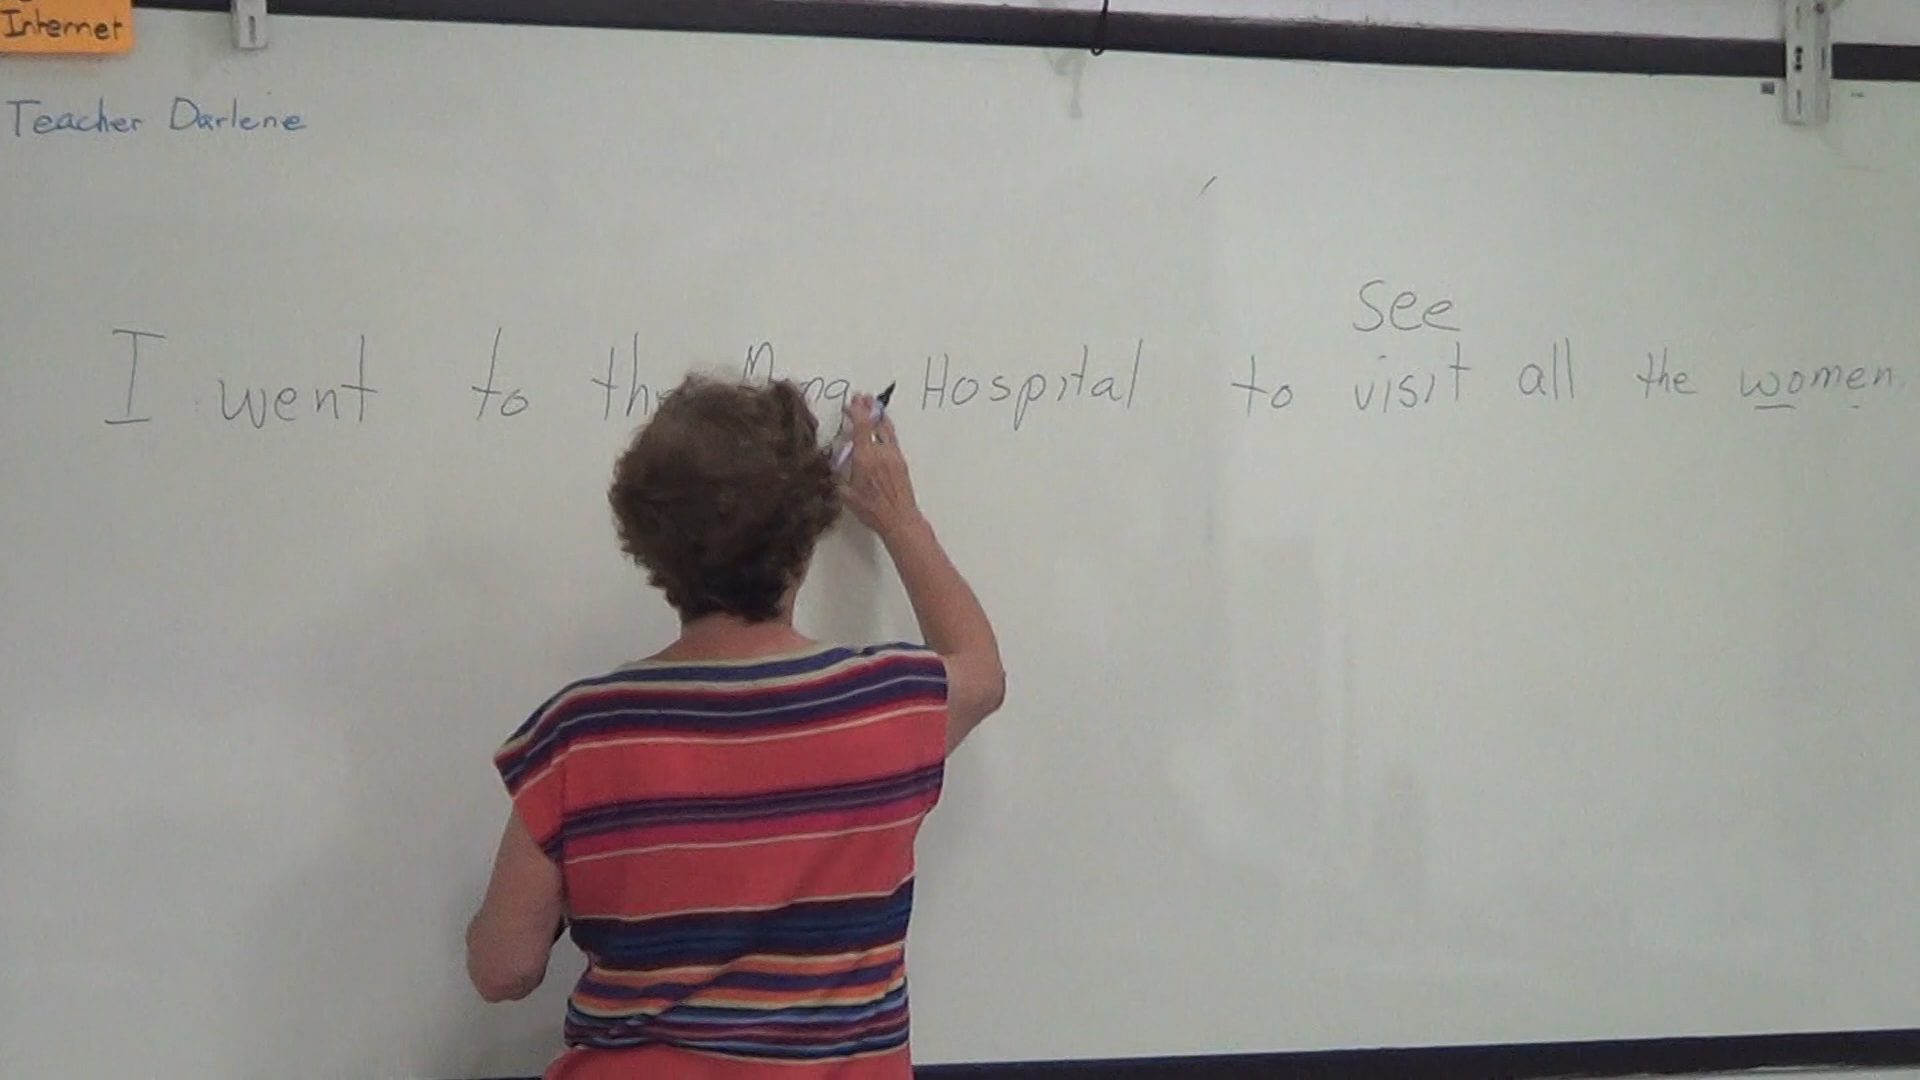 Internet
Teacher Darlene
See
I went to the Hospital to visit all the women.